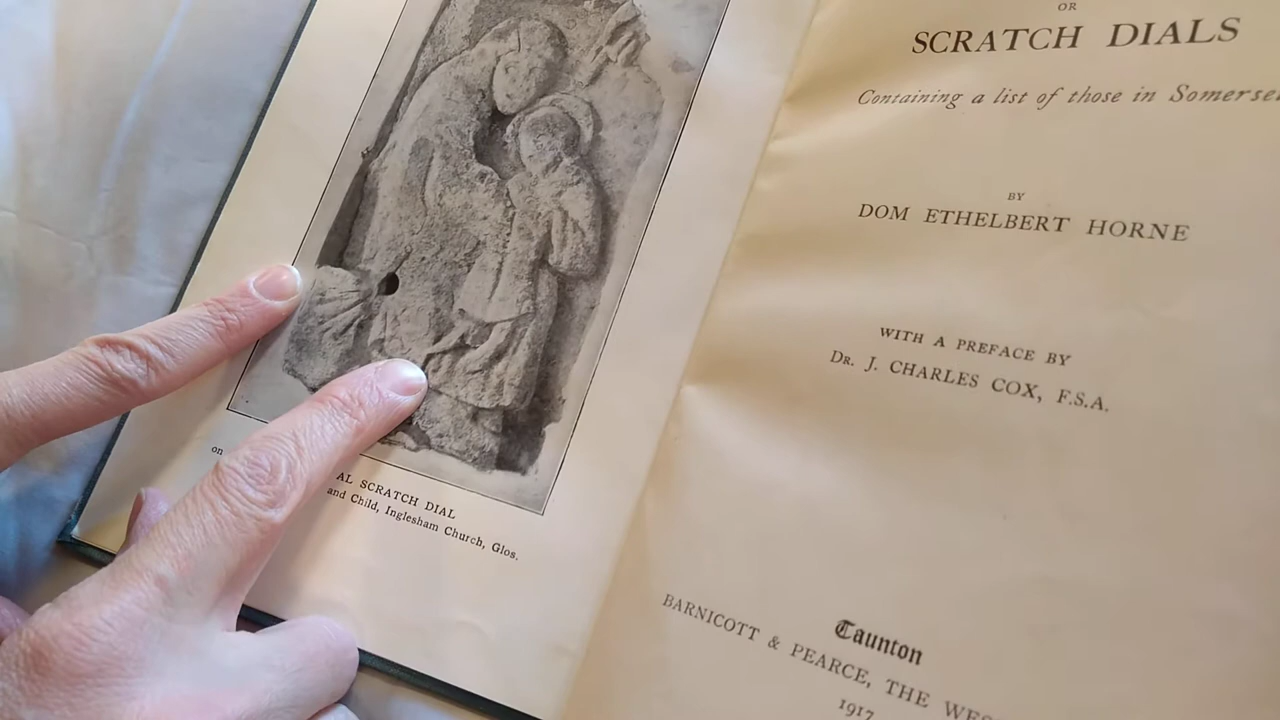 on
AL SCRATCH DIAL
and Child, Inglesham Church, Glos.
OR
SCRATCH DIALS
Containing a list of those in
BY
DOM ETHELBERT HORNE
WITH A PREFACE BY
DR. J. CHARLES COX, F.S.A.
Taunton
BARNICOTT & PEARCE, THE
1917